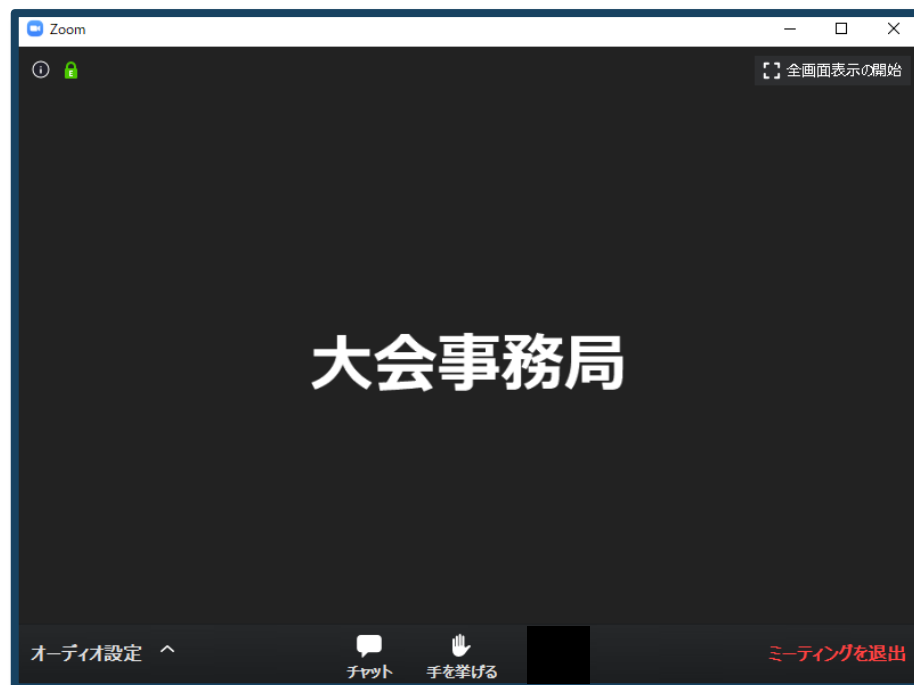 Zoom
全画面表示の開始
大会事務局
オーディオ設定
チャット
手を挙げる
ミーティングを退出